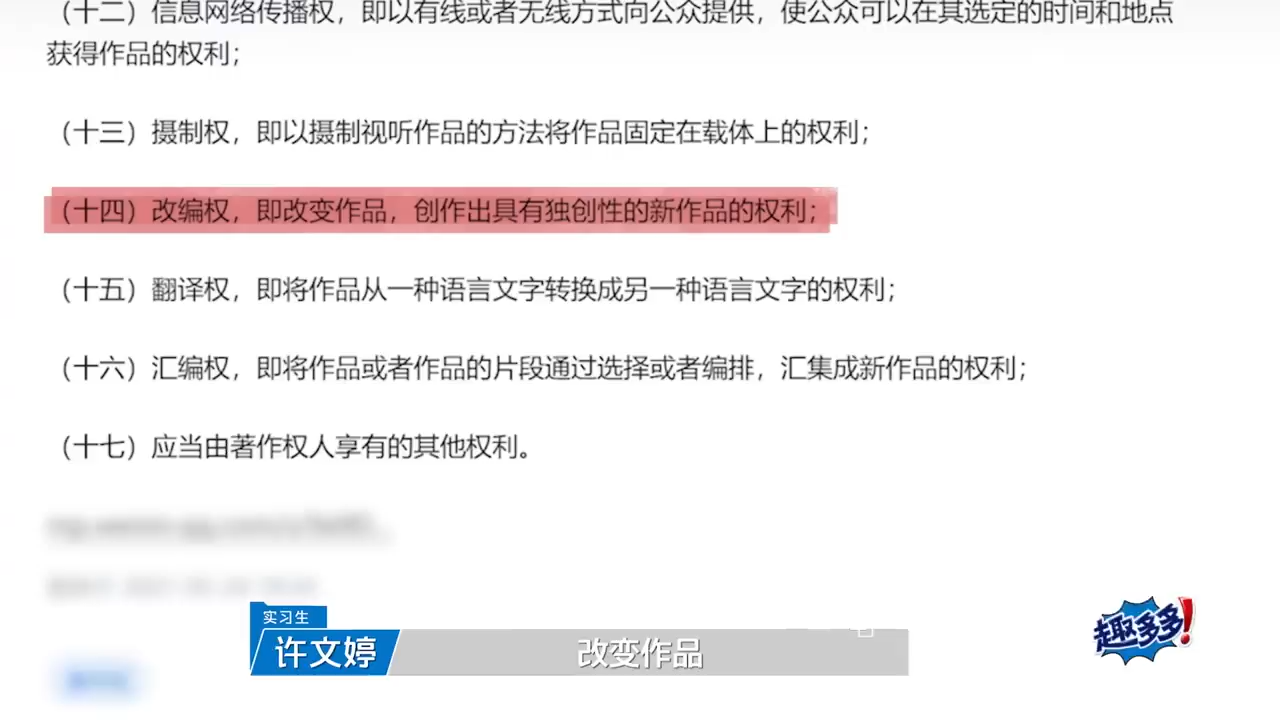 （十二）信息网络传播权，即以有线或者无线方式向公众提供，使公众可以在其选定的时间和地点
获得作品的权利；
（十三）摄制权，即以摄制视听作品的方法将作品固定在载体上的权利；
（十四）改编权，即改变作品，创作出具有独创性的新作品的权利；
（十五）翻译权，即将作品从一种语言文字转换成另一种语言文字的权利；
（十六）汇编权，即将作品或者作品的片段通过选择或者编排，汇集成新作品的权利；
（十七）应当由著作权人享有的其他权利。
实习生
许文婷
改变作品
趣多多!